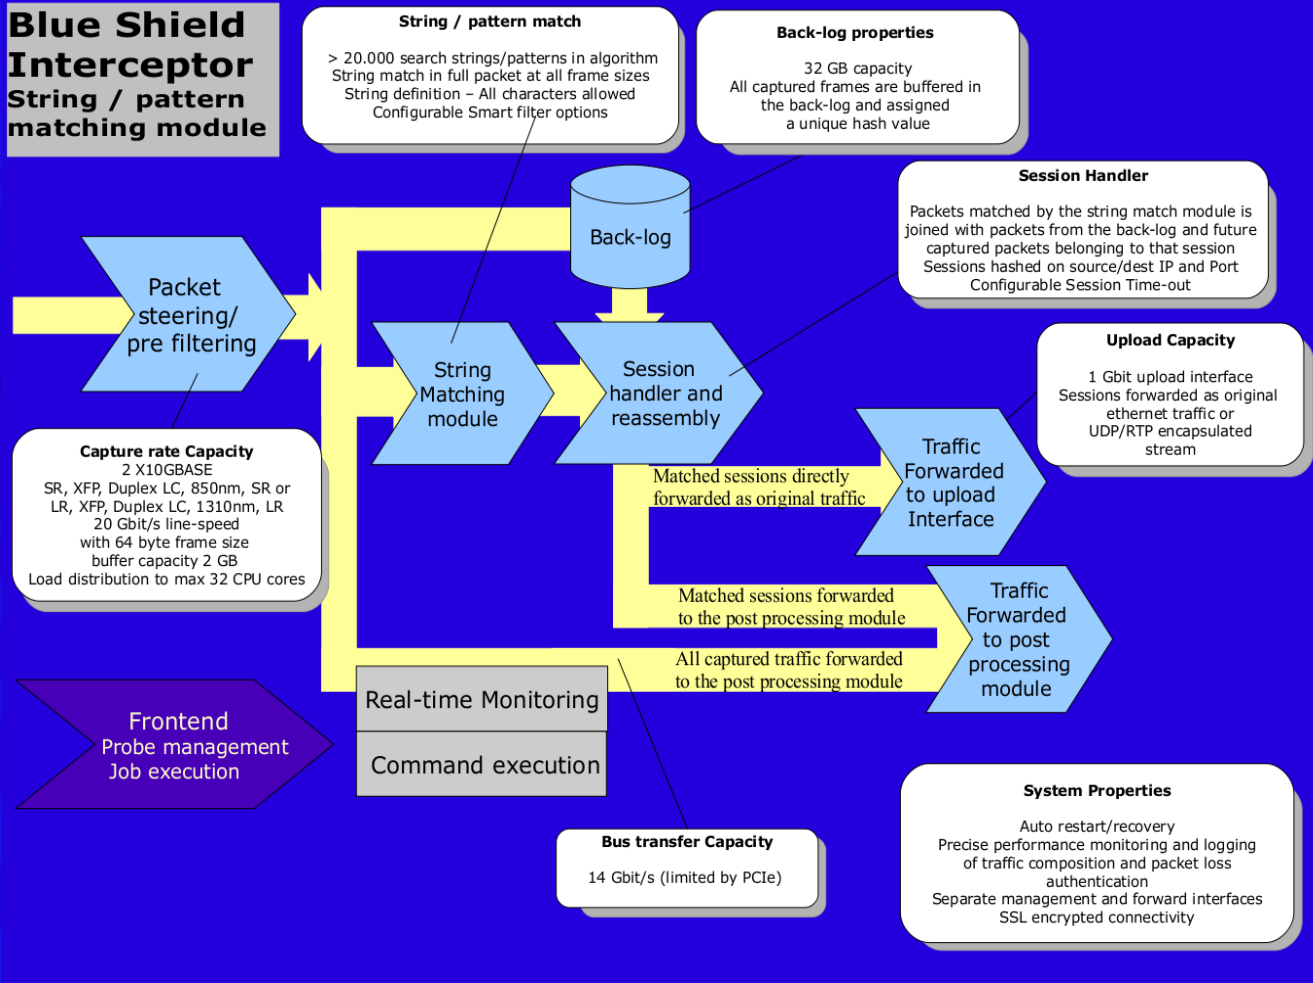 Blue Shield
Interceptor
String / pattern
matching module
String / pattern match
> 20.000 search strings/patterns in algorithm
String match in full packet at all frame sizes
String definition – All characters allowed
Configurable Smart filter options
Back-log properties
32 GB capacity
All captured frames are buffered in
the back-log and assigned
a unique hash value
Session Handler
Packets matched by the string match module is
joined with packets from the back-log and future
captured packets belonging to that session
Sessions hashed on source/dest IP and Port
Configurable Session Time-out
Back-log
Packet
steering/
pre filtering
String
Matching
module
Session
handler and
reassembly
Upload Capacity
1 Gbit upload interface
Sessions forwarded as original
ethernet traffic or
UDP/RTP encapsulated
stream
Capture rate Capacity
2 X10GBASE
SR, XFP, Duplex LC, 850nm, SR or
LR, XFP, Duplex LC, 1310nm, LR
20 Gbit/s line-speed
with 64 byte frame size
buffer capacity 2 GB
Load distribution to max 32 CPU cores
Matched sessions directly
forwarded as original traffic
Traffic
Forwarded
to upload
Interface
Matched sessions forwarded
to the post processing module
All captured traffic forwarded
to the post processing module
Traffic
Forwarded
to post
processing
module
Frontend
Probe management
Job execution
Real-time Monitoring
Command execution
Bus transfer Capacity
14 Gbit/s (limited by PCIe)
System Properties
Auto restart/recovery
Precise performance monitoring and logging
of traffic composition and packet loss
authentication
Separate management and forward interfaces
SSL encrypted connectivity